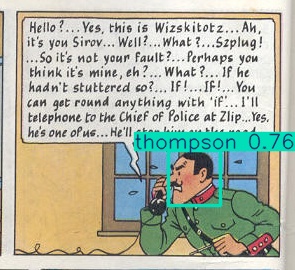 Hello?... Yes, this is Wizskitotz... Ah,
it's you Sirov... Well?... What?... Szplug!
...So it's not your fault?... Perhaps you
think it's mine, eh?... What?... If he
hadn't stuttered so?... If!...If!...You
can get round anything with 'if'... I'll
telephone to the Chief of Police at Zlip...Yes,
he's one of us... He'll
thompson 0.76